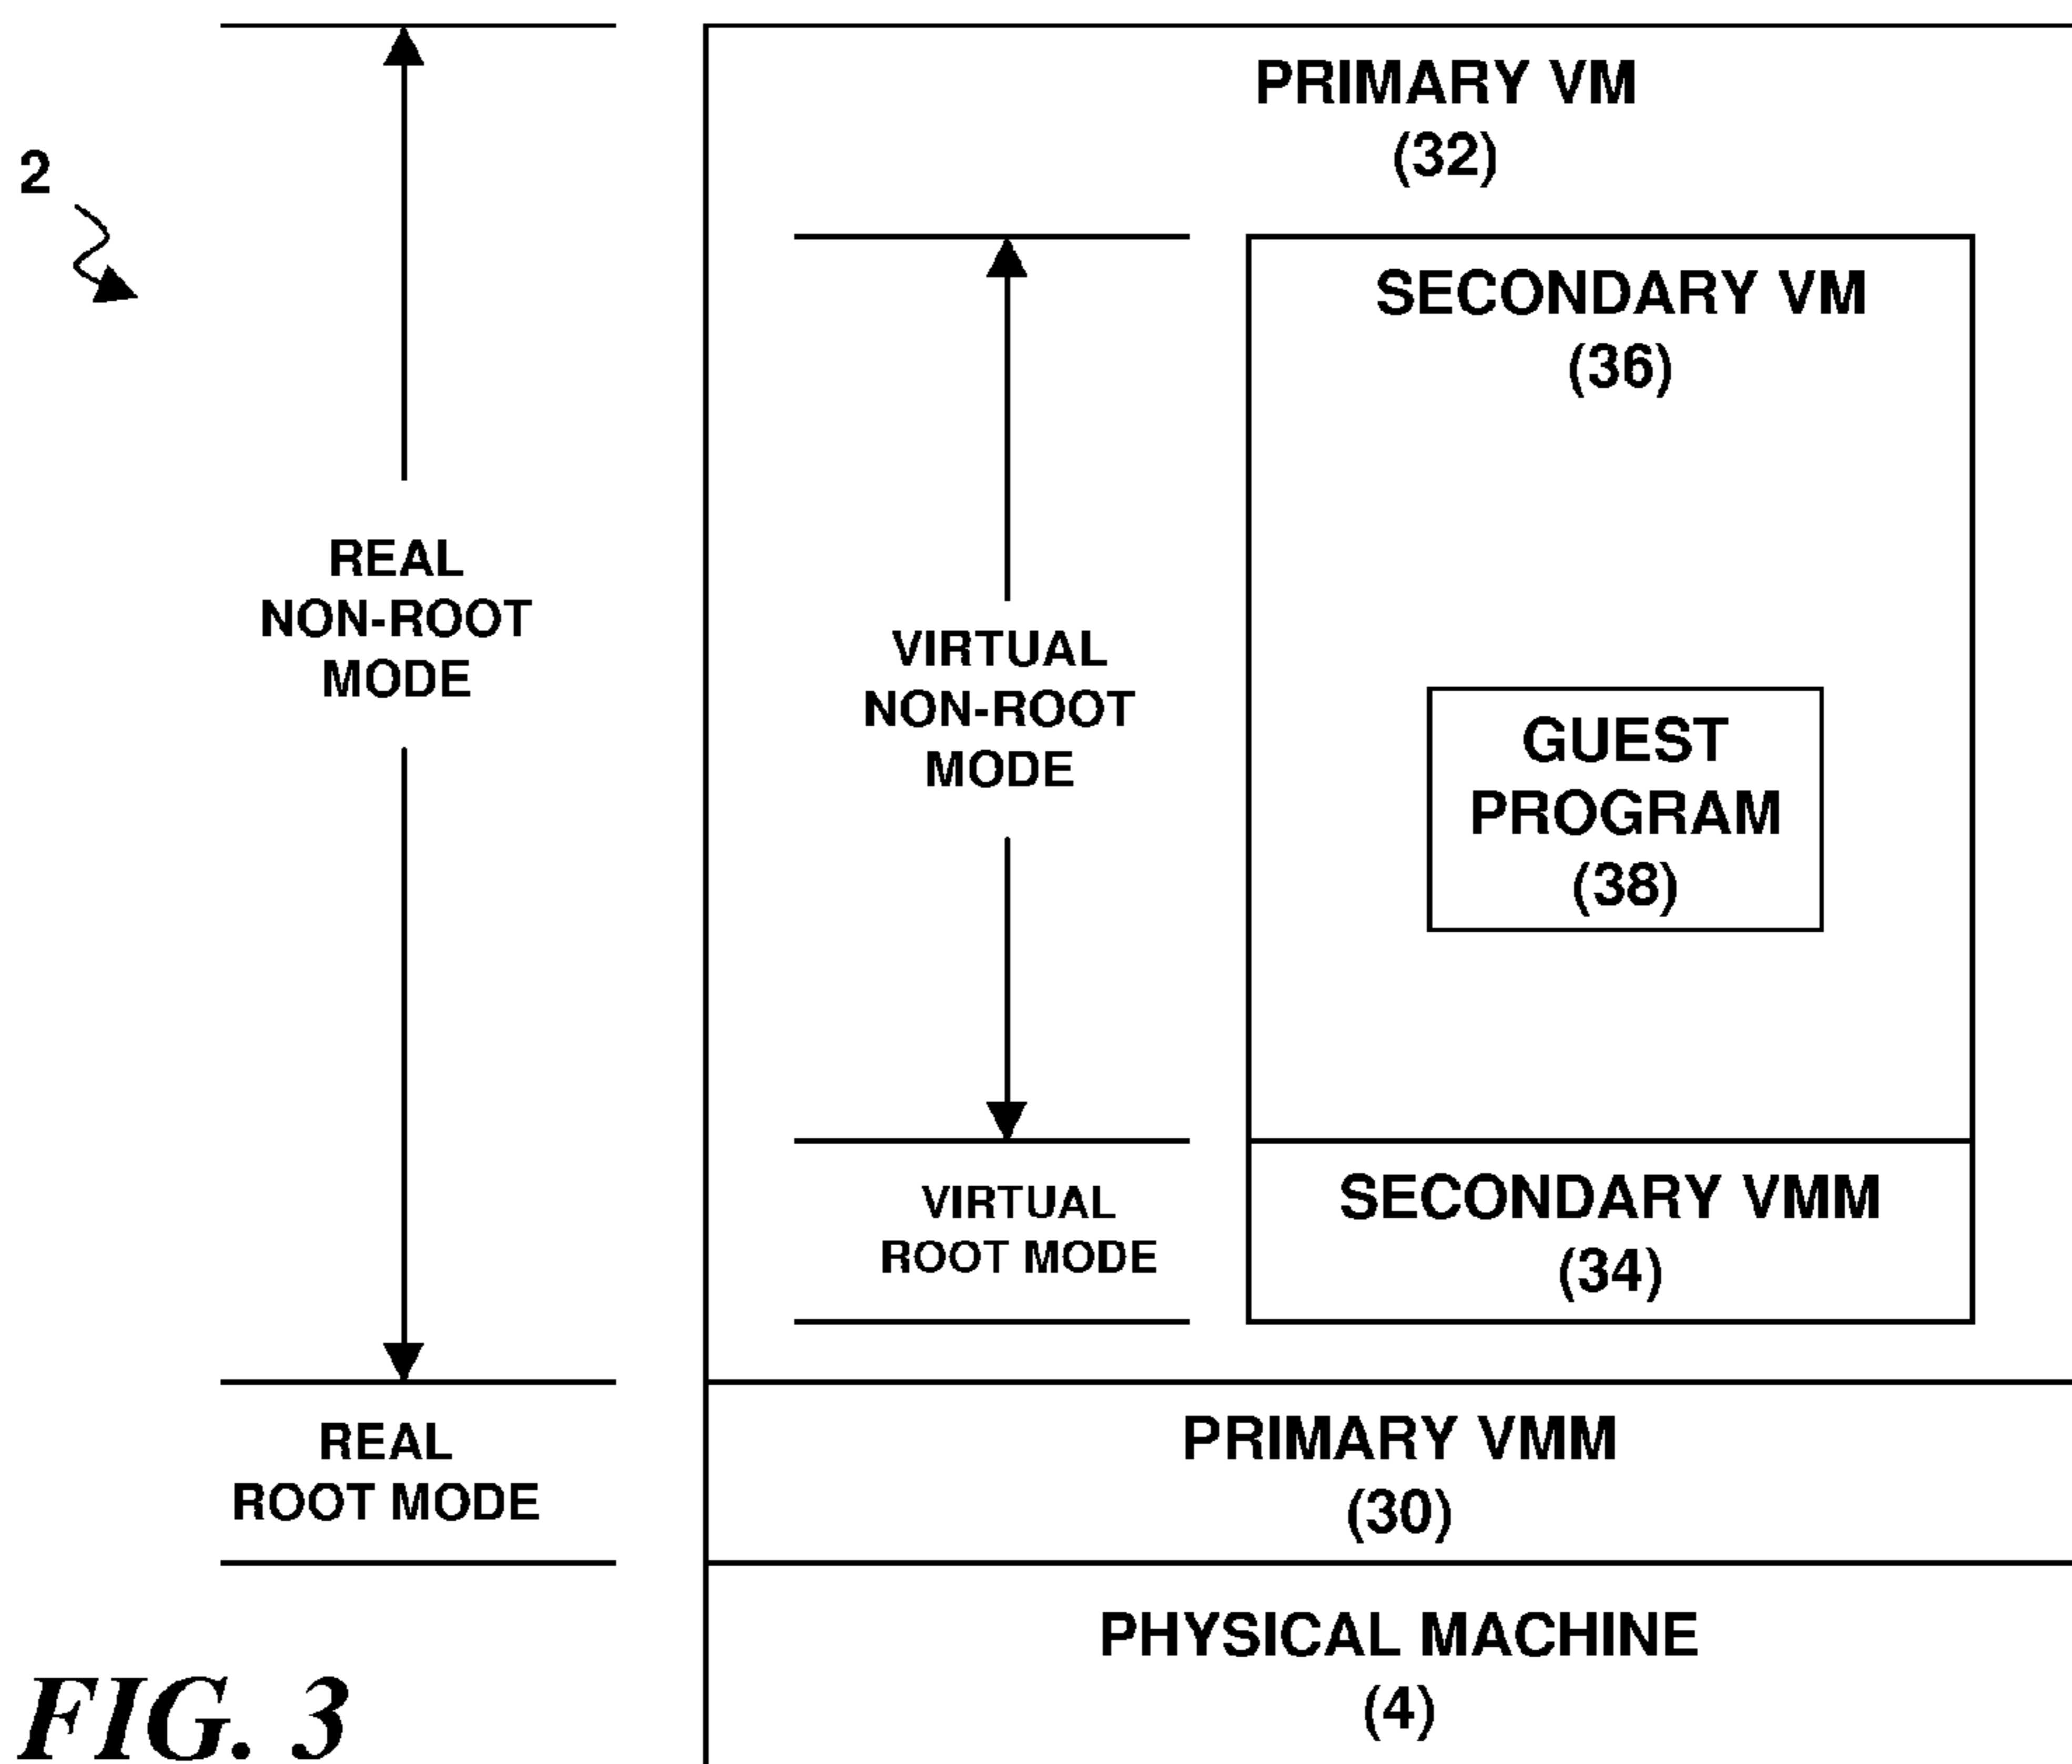 PRIMARY VM
(32)
2
SECONDARY VM
(36)
REAL
NON-ROOT
MODE
VIRTUAL
NON-ROOT
MODE
GUEST
PROGRAM
(38)
VIRTUAL
ROOT MODE
SECONDARY VMM
(34)
REAL
ROOT MODE
PRIMARY VMM
(30)
PHYSICAL MACHINE
(4)
FIG. 3